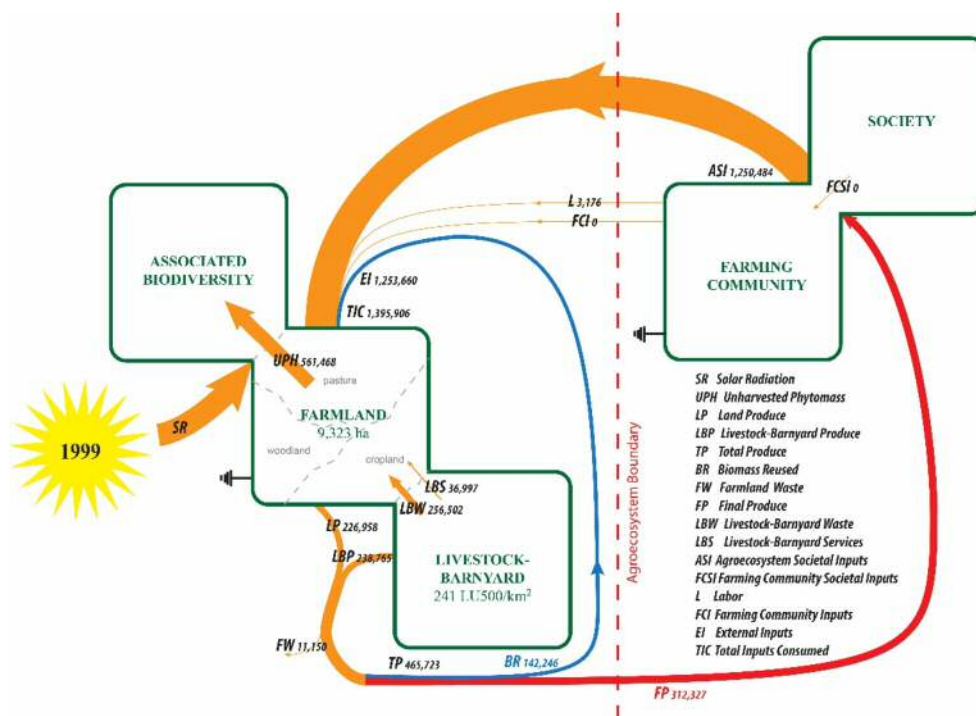 SOCIETY
ASI 1,250,484
FCSI 0
L 3,176
FCI 0
ASSOCIATED
BIODIVERSITY
EI 1,253,660
FARMING
COMMUNITY
TIC 1,395,906
UPH 561,468
pasture
SR
1999
FARMLAND
9,323 ha
woodland
cropland
LBS 36,997
LBW 256,502
LP 226,958
LBP 238,765
LIVESTOCK-
BARNYARD
241 LU500/km²
FW 11,150
TP 465,723
BR 142,246
FP 312,327
Agroecosystem Boundary
SR Solar Radiation
UPH Unharvested Phytomass
LP Land Produce
LBP Livestock-Barnyard Produce
TP Total Produce
BR Biomass Reused
FW Farmland Waste
FP Final Produce
LBW Livestock-Barnyard Waste
LBS Livestock-Barnyard Services
ASI Agroecosystem Societal Inputs
FCSI Farming Community Societal Inputs
L Labor
FCI Farming Community Inputs
EI External Inputs
TIC Total Inputs Consumed